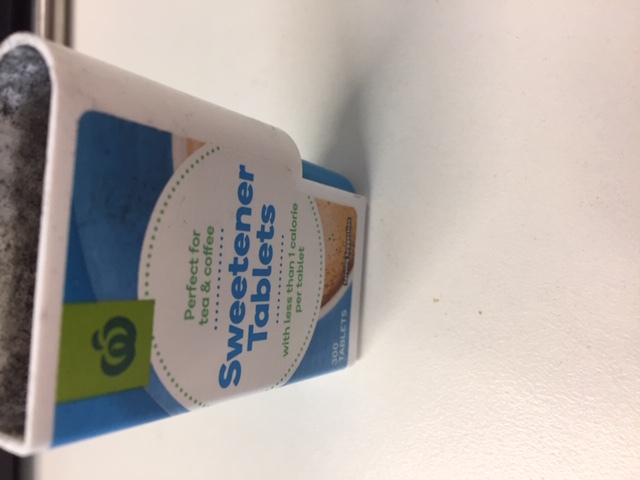 Perfect for
tea & coffee
Sweetener
Tablets
with less than 1 calorie
per tablet
300
TABLETS